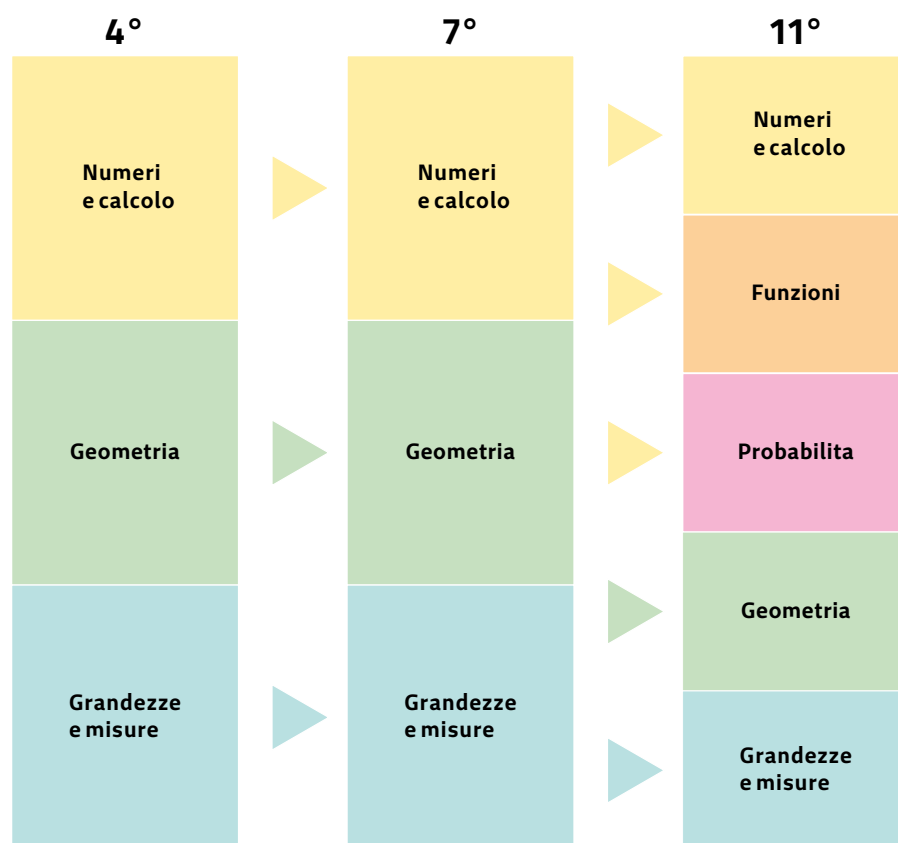 4°
Numeri
e calcolo
Geometria
Grandezze
e misure
7°
Numeri
e calcolo
Geometria
Grandezze
e misure
11°
Numeri
e calcolo
Funzioni
Probabilita
Geometria
Grandezze
e misure